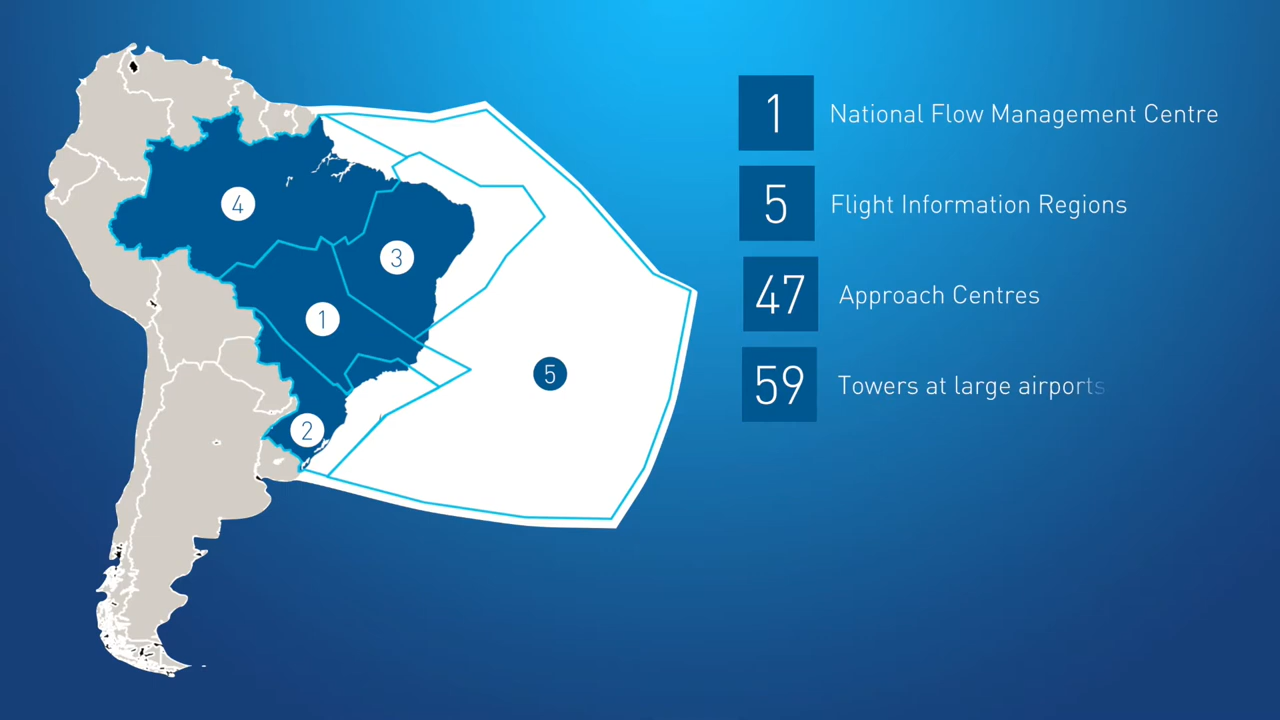 1 National Flow Management Centre
5 Flight Information Regions
47 Approach Centres
59 Towers at large airports
4
3
1
5
2